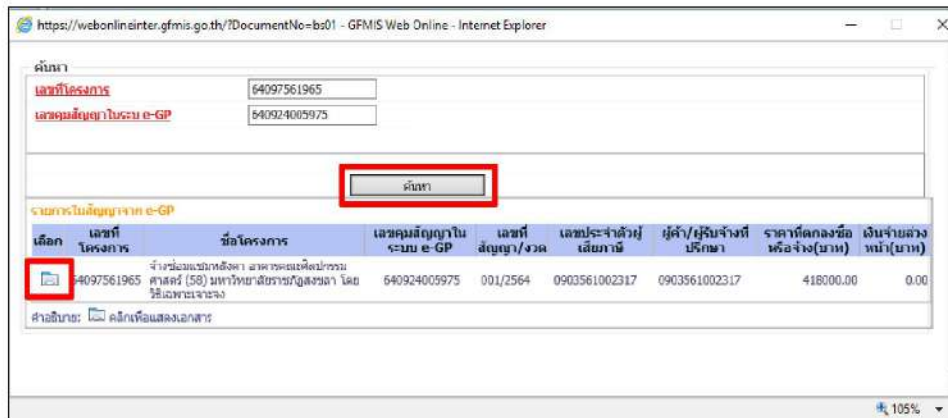 https://webonlineinter.gfmis.go.th/?DocumentNo=bs01 - GFMIS Web Online - Internet Explorer
ค้นหา
เลขที่โครงการ 64097561965
เลขคุมสัญญาในระบบ e-GP 640924005975
ค้นหา
รายการใบสัญญาจาก e-GP
เลือก เลขที่โครงการ ชื่อโครงการ เลขคุมสัญญาในระบบ e-GP เลขที่สัญญา/งวด เลขประจำตัวผู้เสียภาษี ผู้ค้า/ผู้รับจ้างที่ปรึกษา ราคาที่ตกลงซื้อหรือจ้าง(บาท) เงินจ่ายล่วงหน้า(บาท)
64097561965 จ้างซ่อมแซมหลังคา อาคารคณะศิลปกรรมศาสตร์ (58) มหาวิทยาลัยราชภัฏสงขลา โดยวิธีเฉพาะเจาะจง 640924005975 001/2564 0903561002317 0903561002317 418000.00 0.00
คำอธิบาย: คลิกเพื่อแสดงเอกสาร
105%